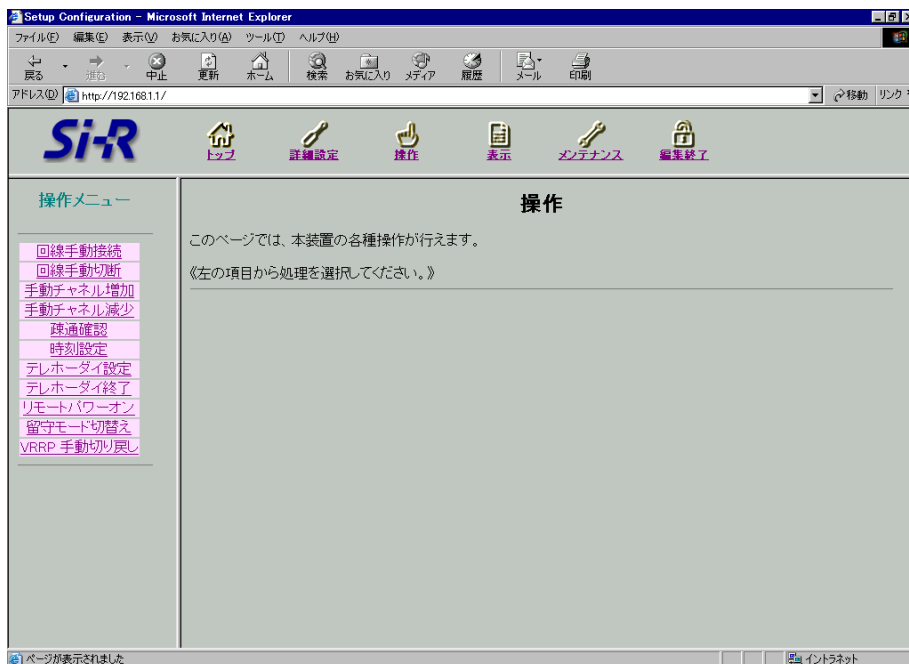 Setup Configuration - Microsoft Internet Explorer
ファイル(F) 編集(E) 表示(V) お気に入り(A) ツール(T) ヘルプ(H)
戻る 進む 中止 更新 ホーム 検索 お気に入り メディア 履歴 メール 印刷
アドレス(D) http://192.168.1.1/ 移動 リンク
Si-R
トップ 詳細設定 操作 表示 メンテナンス 編集終了
操作メニュー
回線手動接続
回線手動切断
手動チャネル増加
手動チャネル減少
疎通確認
時刻設定
テレホーダイ設定
テレホーダイ終了
リモートパワーオン
留守モード切替え
VRRP 手動切り戻し
操作
このページでは、本装置の各種操作が行えます。
《左の項目から処理を選択してください。》
ページが表示されました イントラネット